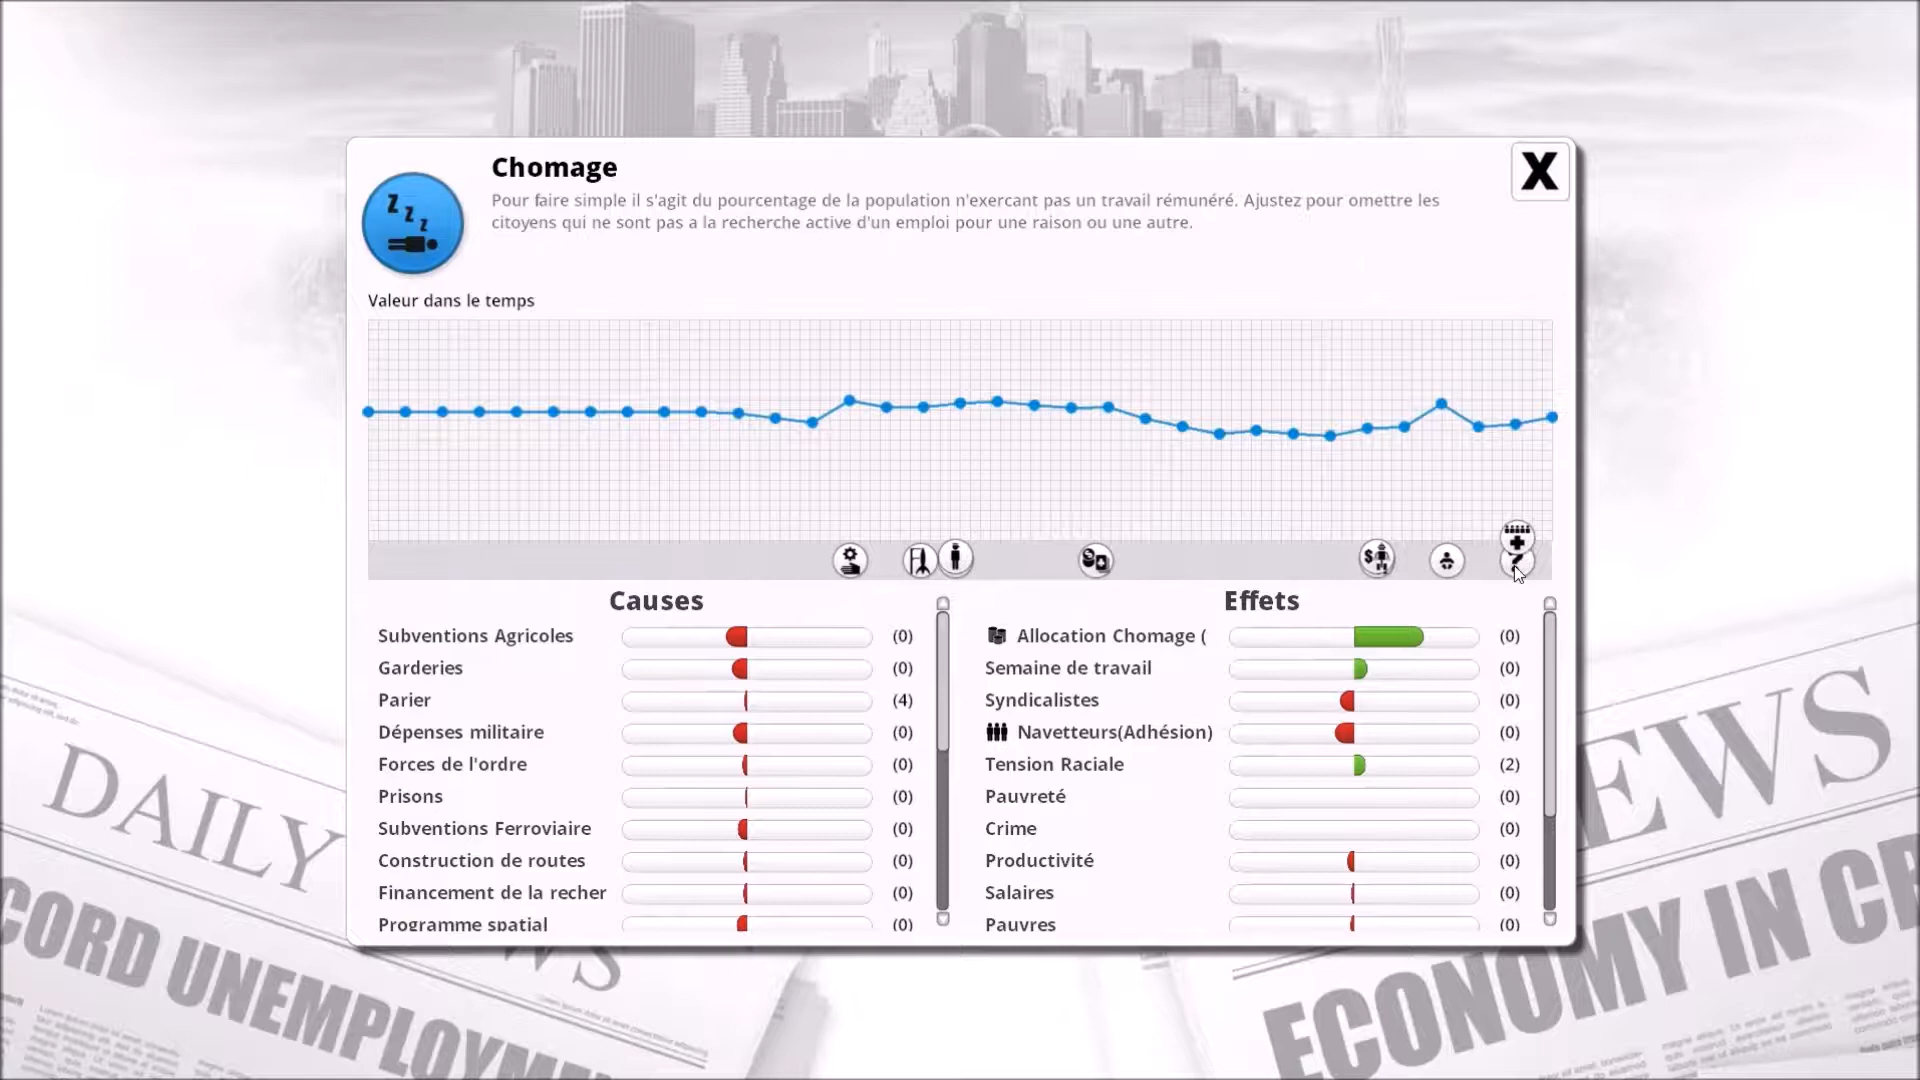 Chomage
X
Pour faire simple il s'agit du pourcentage de la population n'exercant pas un travail rémunéré. Ajustez pour omettre les
citoyens qui ne sont pas a la recherche active d'un emploi pour une raison ou une autre.
Z
Z
Z
Valeur dans le temps
$
Causes
Subventions Agricoles (0)
Garderies (0)
Parier (4)
Dépenses militaire (0)
Forces de l'ordre (0)
Prisons (0)
Subventions Ferroviaire (0)
Construction de routes (0)
Financement de la recher (0)
Programme spatial (0)
Effets
Allocation Chomage ( (0)
Semaine de travail (0)
Syndicalistes (0)
Navetteurs(Adhésion) (0)
Tension Raciale (2)
Pauvreté (0)
Crime (0)
Productivité (0)
Salaires (0)
Pauvres (0)
DAILY
WS
CORD UNEMPLOYME
EWS
ECONOMY IN CR